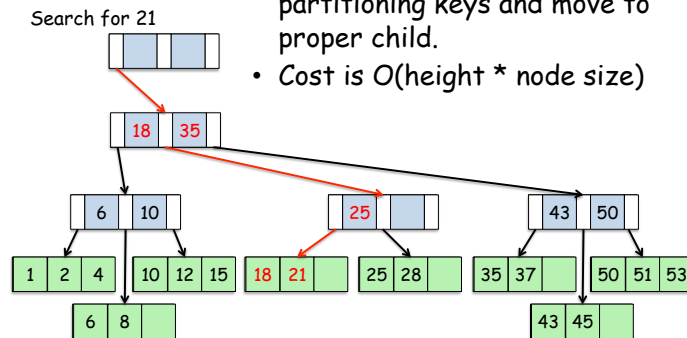 partitioning keys and move to
Search for 21
proper child.
• Cost is O(height * node size)
18 35
6 10 25 43 50
1 2 4 10 12 15 18 21 25 28 35 37 50 51 53
6 8 43 45